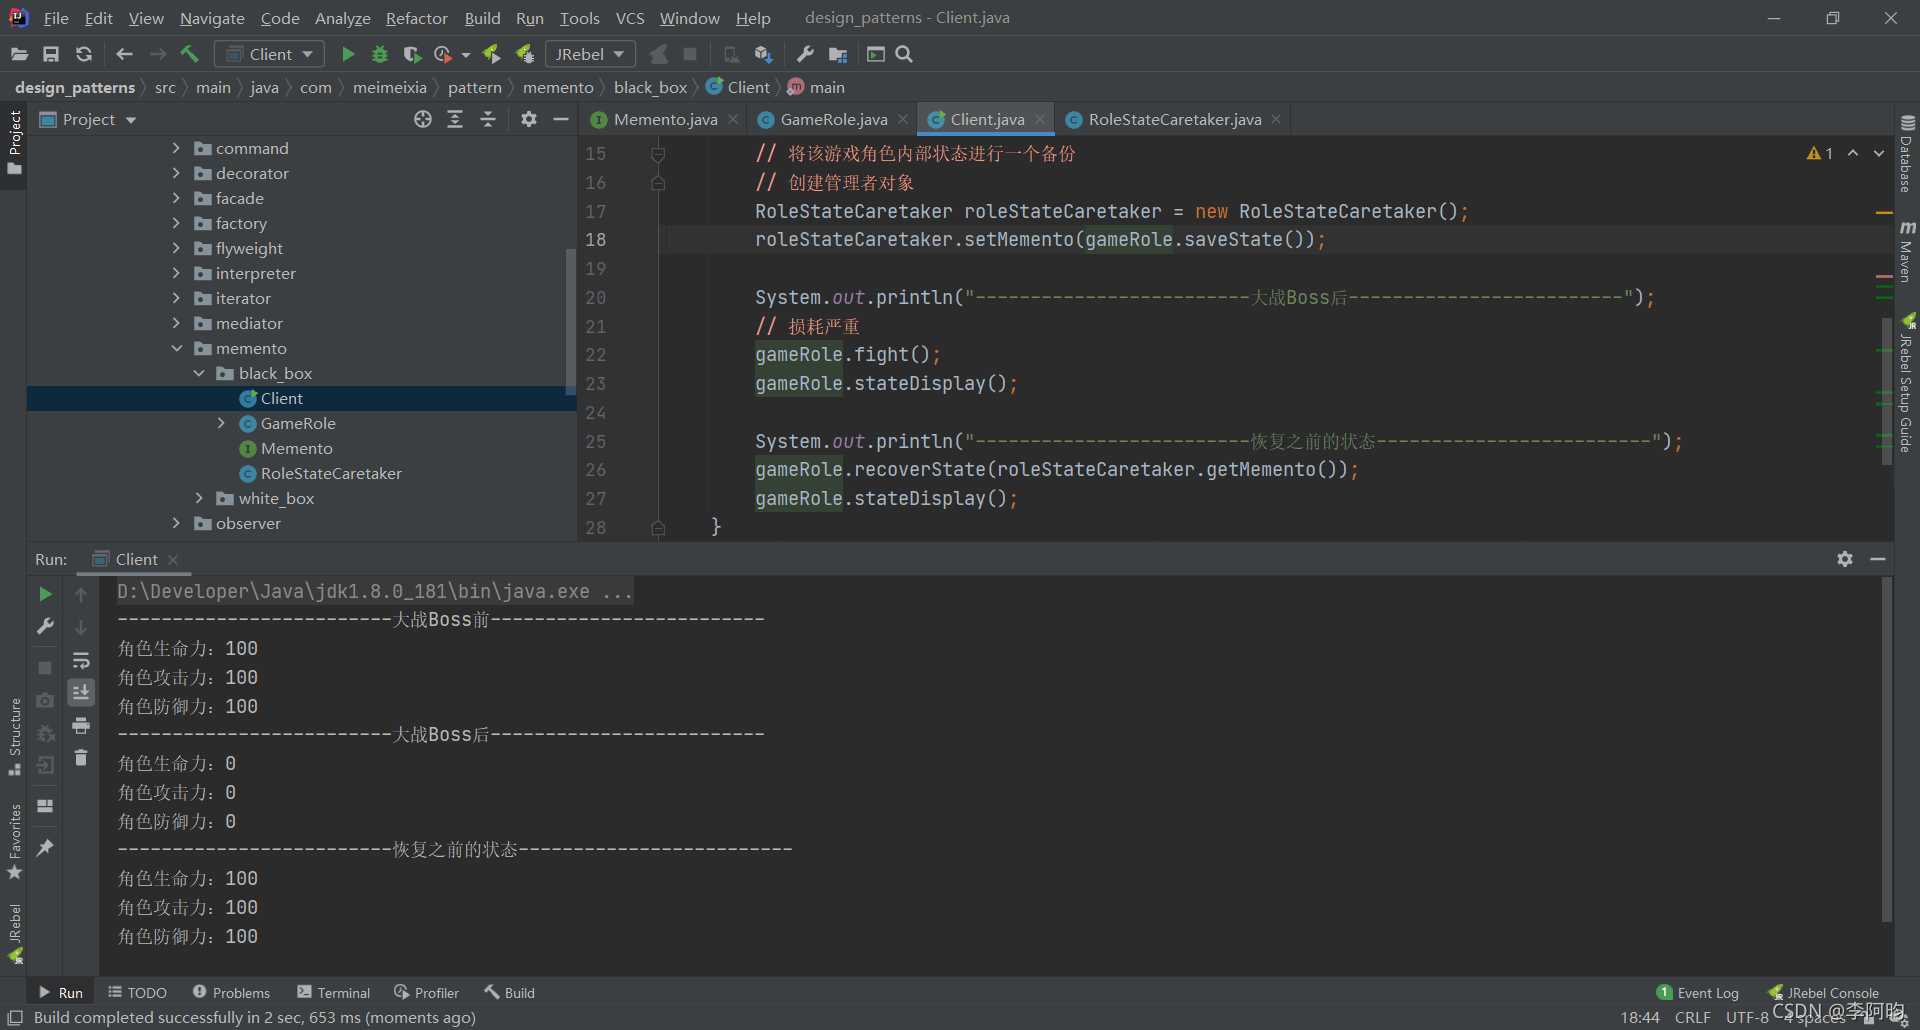 File Edit View Navigate Code Analyze Refactor Build Run Tools VCS Window Help design_patterns - Client.java
Client JRebel
design_patterns src main java com meimeixia pattern memento black_box Client main
Project
Memento.java GameRole.java Client.java RoleStateCaretaker.java
Project
command
decorator
facade
factory
flyweight
interpreter
iterator
mediator
memento
black_box
Client
GameRole
Memento
RoleStateCaretaker
white_box
observer
15 // 将该游戏角色内部状态进行一个备份
16 // 创建管理者对象
17 RoleStateCaretaker roleStateCaretaker = new RoleStateCaretaker();
18 roleStateCaretaker.setMemento(gameRole.saveState());
19
20 System.out.println("-------------------------大战Boss后-------------------------");
21 // 损耗严重
22 gameRole.fight();
23 gameRole.stateDisplay();
24
25 System.out.println("-------------------------恢复之前的状态-------------------------");
26 gameRole.recoverState(roleStateCaretaker.getMemento());
27 gameRole.stateDisplay();
28 }
1
Database
Maven
JRebel Setup Guide
Run: Client
D:\Developer\Java\jdk1.8.0_181\bin\java.exe ...
-------------------------大战Boss前-------------------------
角色生命力：100
角色攻击力：100
角色防御力：100
-------------------------大战Boss后-------------------------
角色生命力：0
角色攻击力：0
角色防御力：0
-------------------------恢复之前的状态-------------------------
角色生命力：100
角色攻击力：100
角色防御力：100
Structure
Favorites
JRebel
Run TODO Problems Terminal Profiler Build 1 Event Log JRebel Console
Build completed successfully in 2 sec, 653 ms (moments ago) 18:44 CRLF UTF-8 4 spaces
CSDN @李阿昀